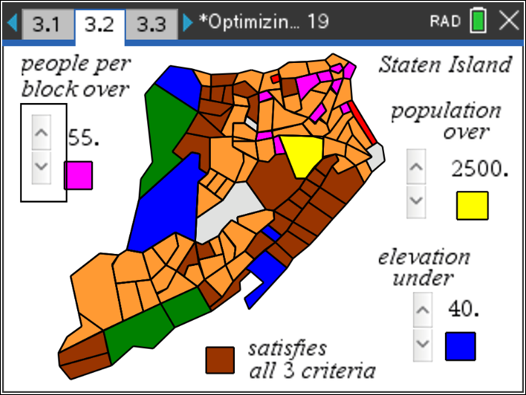 3.1 3.2 3.3 *Optimizin... 19 RAD
people per
block over
55.
Staten Island
population
over
2500.
elevation
under
40.
satisfies
all 3 criteria